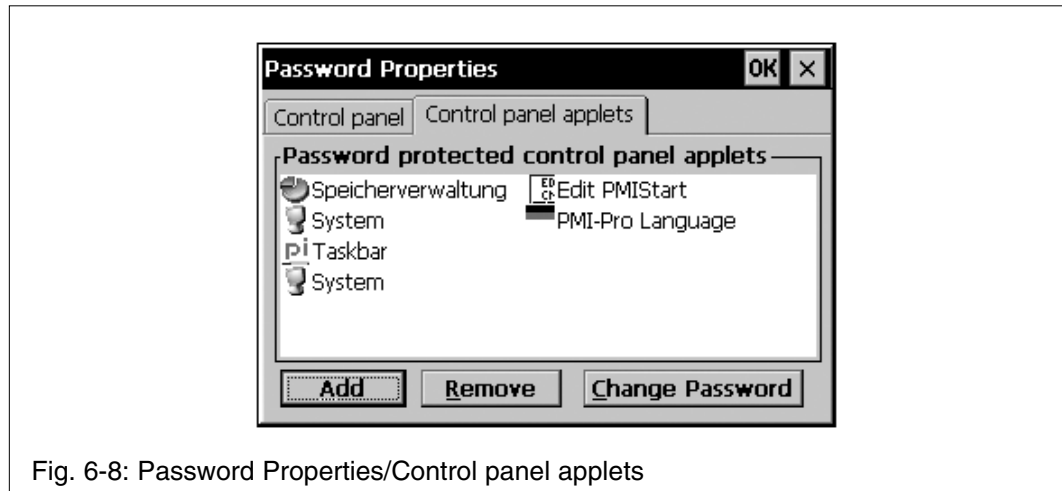 Password Properties OK ×
Control panel Control panel applets
Password protected control panel applets
Speicherverwaltung Edit PMIStart
System PMI-Pro Language
pi Taskbar
System
Add Remove Change Password
Fig. 6-8: Password Properties/Control panel applets